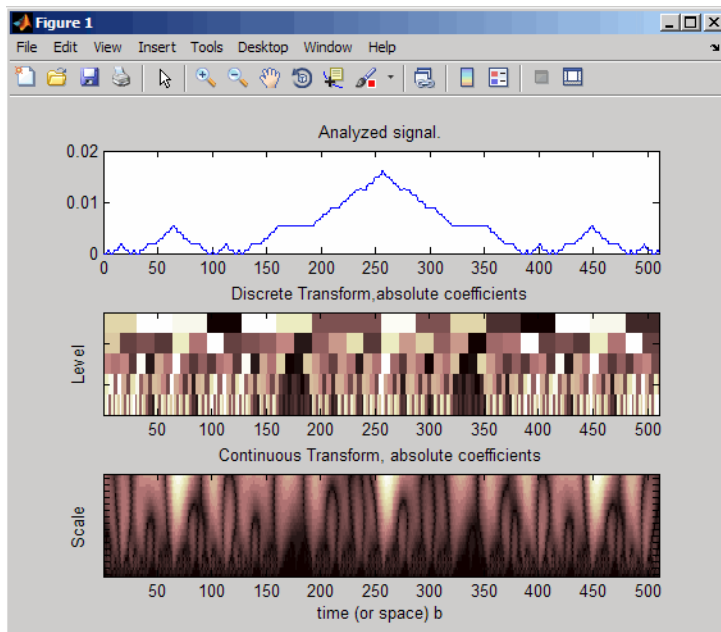 Figure 1
File Edit View Insert Tools Desktop Window Help
Analyzed signal.
0.02
0.01
0
0 50 100 150 200 250 300 350 400 450 500
Discrete Transform,absolute coefficients
Level
50 100 150 200 250 300 350 400 450 500
Continuous Transform, absolute coefficients
Scale
50 100 150 200 250 300 350 400 450 500
time (or space) b